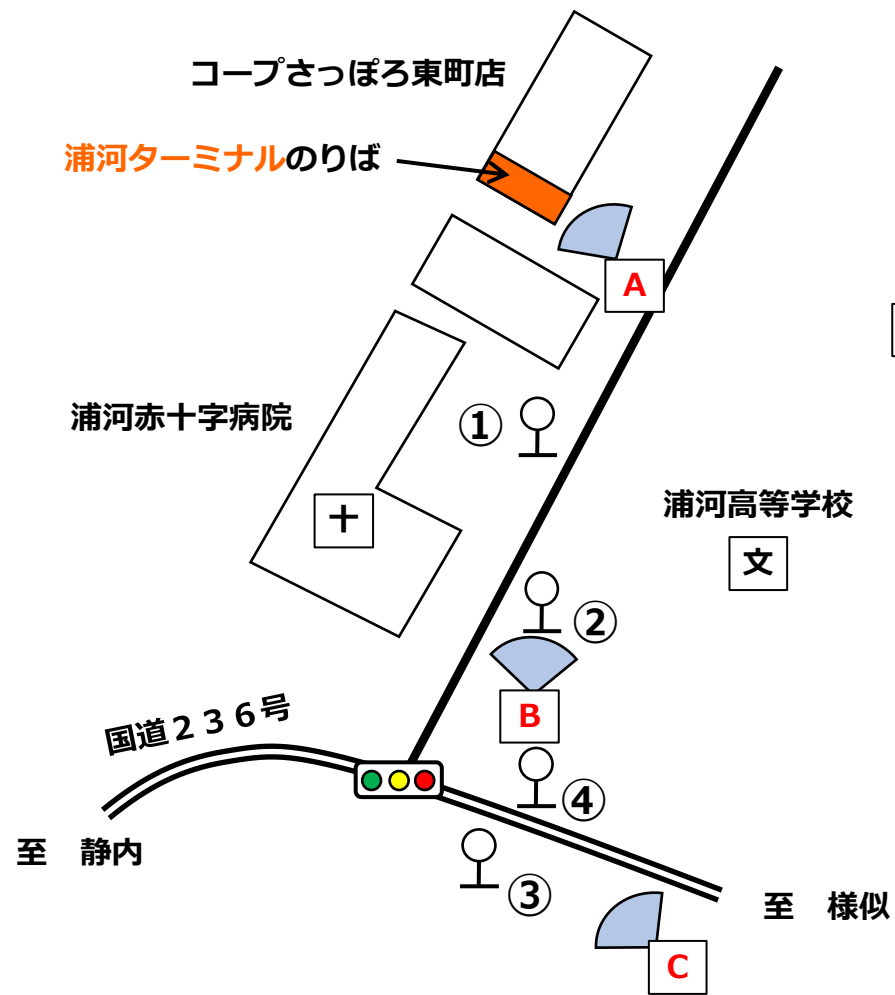 コープさっぽろ東町店
浦河ターミナルのりば
A
浦河赤十字病院
①
浦河高等学校
十
文
②
B
国道２３６号
④
至　静内
③
至　様似
C